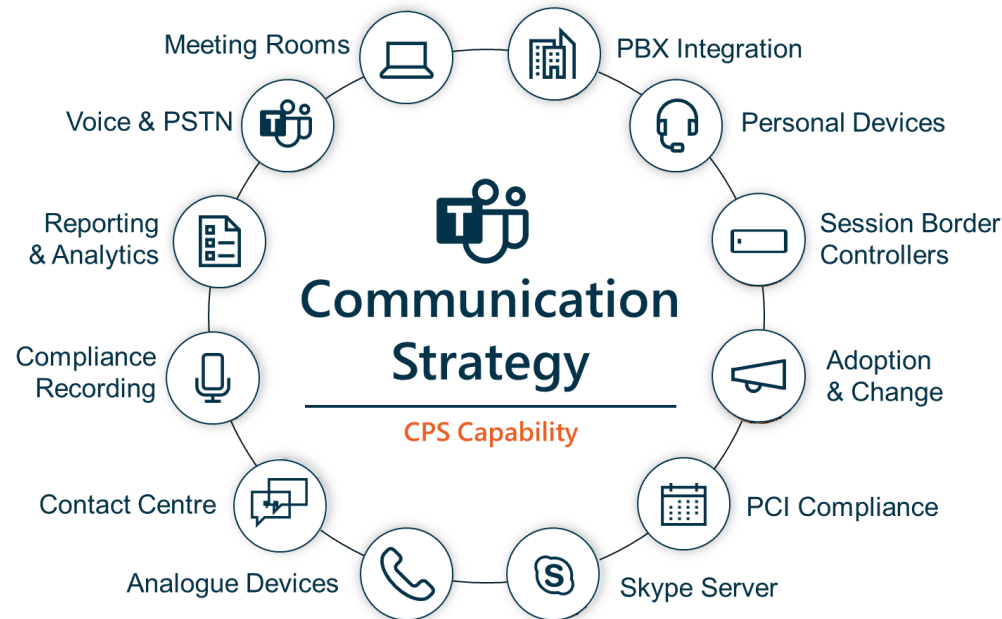 Meeting Rooms
PBX Integration
Voice & PSTN
Personal Devices
Reporting
& Analytics
Session Border
Controllers
T
Communication
Strategy
CPS Capability
Compliance
Recording
Adoption
& Change
Contact Centre
PCI Compliance
Analogue Devices
Skype Server
T
S